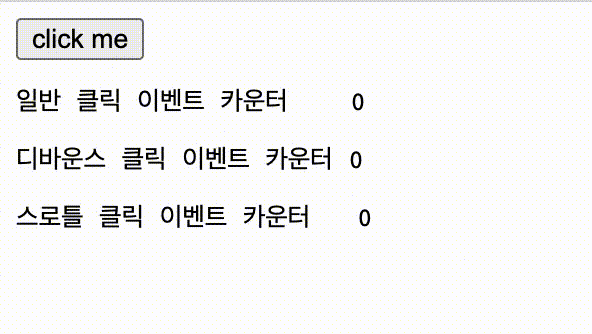 click me
일반 클릭 이벤트 카운터 0
디바운스 클릭 이벤트 카운터 0
스로틀 클릭 이벤트 카운터 0